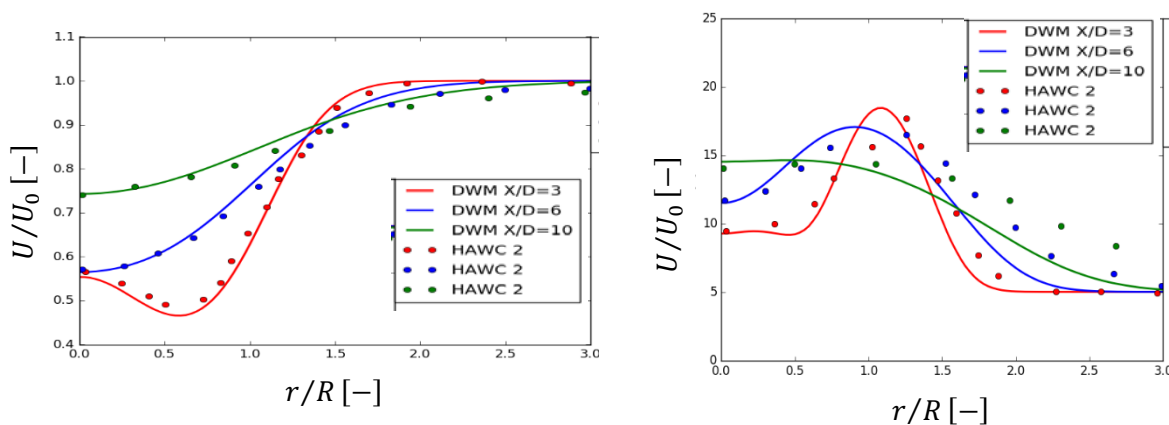 1.1
1.0
0.9
0.8
0.7
0.6
0.5
0.4
U/U₀ [−]
0.0 0.5 1.0 1.5 2.0 2.5 3.0
r/R [−]
DWM X/D=3
DWM X/D=6
DWM X/D=10
HAWC 2
HAWC 2
HAWC 2
25
20
15
10
5
0
U/U₀ [−]
0.0 0.5 1.0 1.5 2.0 2.5 3.0
r/R [−]
DWM X/D=3
DWM X/D=6
DWM X/D=10
HAWC 2
HAWC 2
HAWC 2